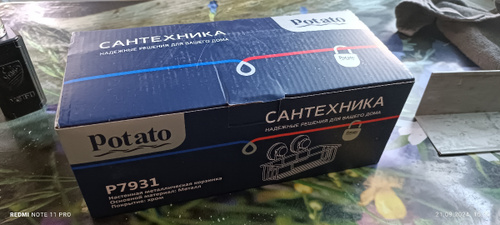 Potato
САНТЕХНИКА
НАДЕЖНЫЕ РЕШЕНИЯ ДЛЯ ВАШЕГО ДОМА
Potato
САНТЕХНИКА
НАДЕЖНЫЕ РЕШЕНИЯ ДЛЯ ВАШЕГО ДОМА
P7931
Настенная металлическая корзинка
Основной материал: Металл
Покрытие: хром
REDMI NOTE 11 PRO